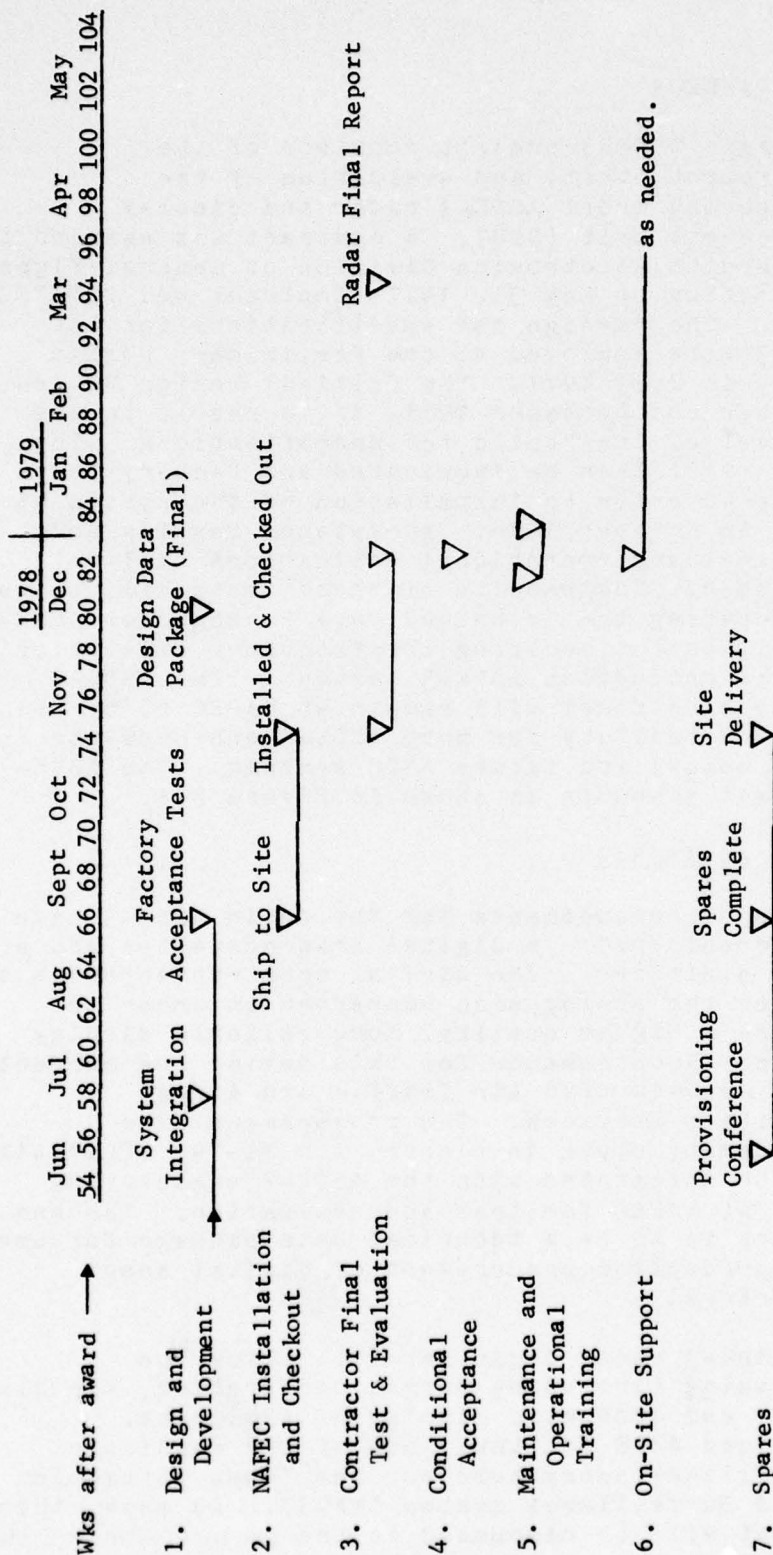 1978 1979
Jun Jul Aug Sept Oct Nov Dec Jan Feb Mar Apr May
Wks after award 54 56 58 60 62 64 66 68 70 72 74 76 78 80 82 84 86 88 90 92 94 96 98 100 102 104
System Factory Design Data
Integration Acceptance Tests Package (Final)
1. Design and
Development
Ship to Site Installed & Checked Out
2. NAFEC Installation
and Checkout
Radar Final Report
3. Contractor Final
Test & Evaluation
4. Conditional
Acceptance
5. Maintenance and
Operational
Training
6. On-Site Support as needed.
Provisioning Spares Site
Conference Complete Delivery
7. Spares